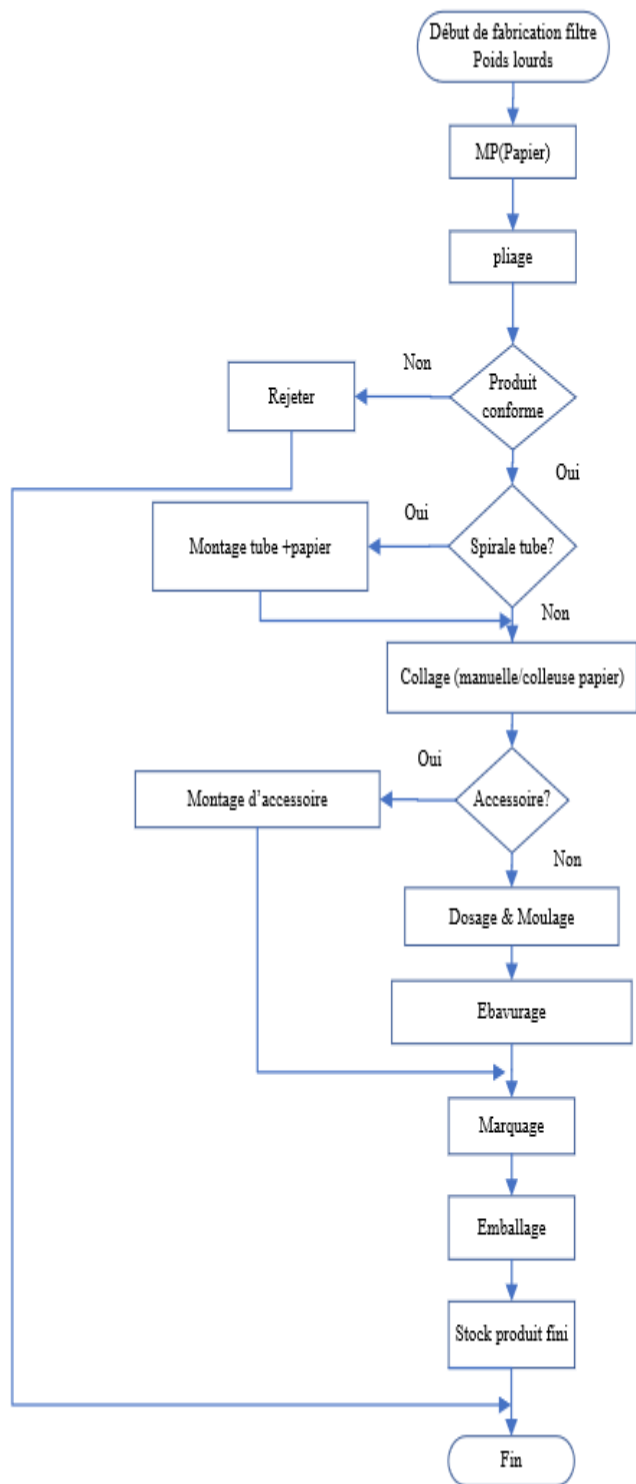 Début de fabrication filtre
Poids lourds
MP(Papier)
pliage
Non
Produit
conforme
Rejeter
Oui
Oui
Spirale tube?
Montage tube +papier
Non
Collage (manuelle/colleuse papier)
Oui
Accessoire?
Montage d’accessoire
Non
Dosage & Moulage
Ebavurage
Marquage
Emballage
Stock produit fini
Fin